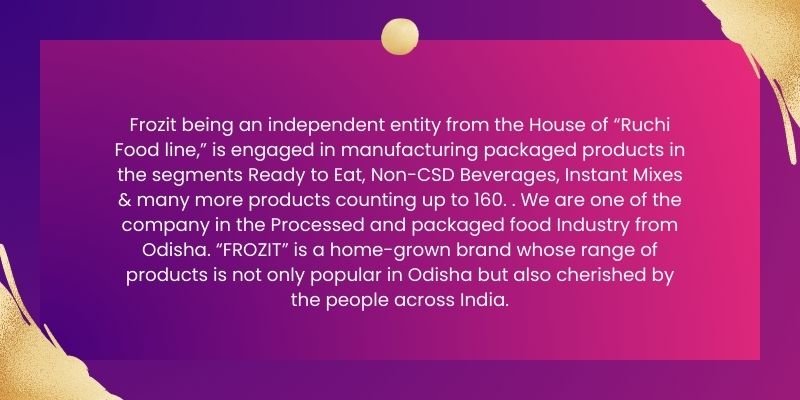 Frozit being an independent entity from the House of “Ruchi
Food line,” is engaged in manufacturing packaged products in
the segments Ready to Eat, Non-CSD Beverages, Instant Mixes
& many more products counting up to 160. . We are one of the
company in the Processed and packaged food Industry from
Odisha. “FROZIT” is a home-grown brand whose range of
products is not only popular in Odisha but also cherished by
the people across India.